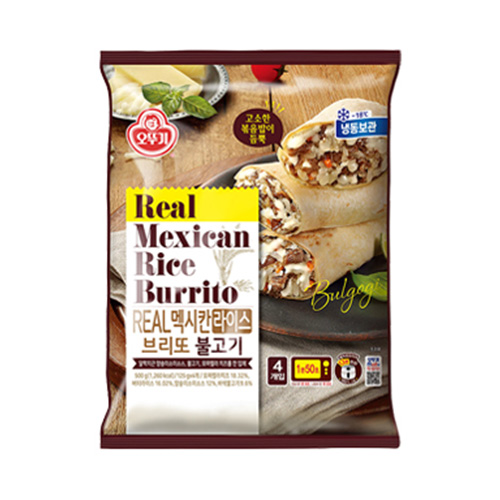 오뚜기
고소한
볶음밥이
듬뿍
-18℃
냉동보관
Real
Mexican
Rice
Burrito
REAL멕시칸라이스
브리또 불고기
Bulgogi
4
개입
1분50초